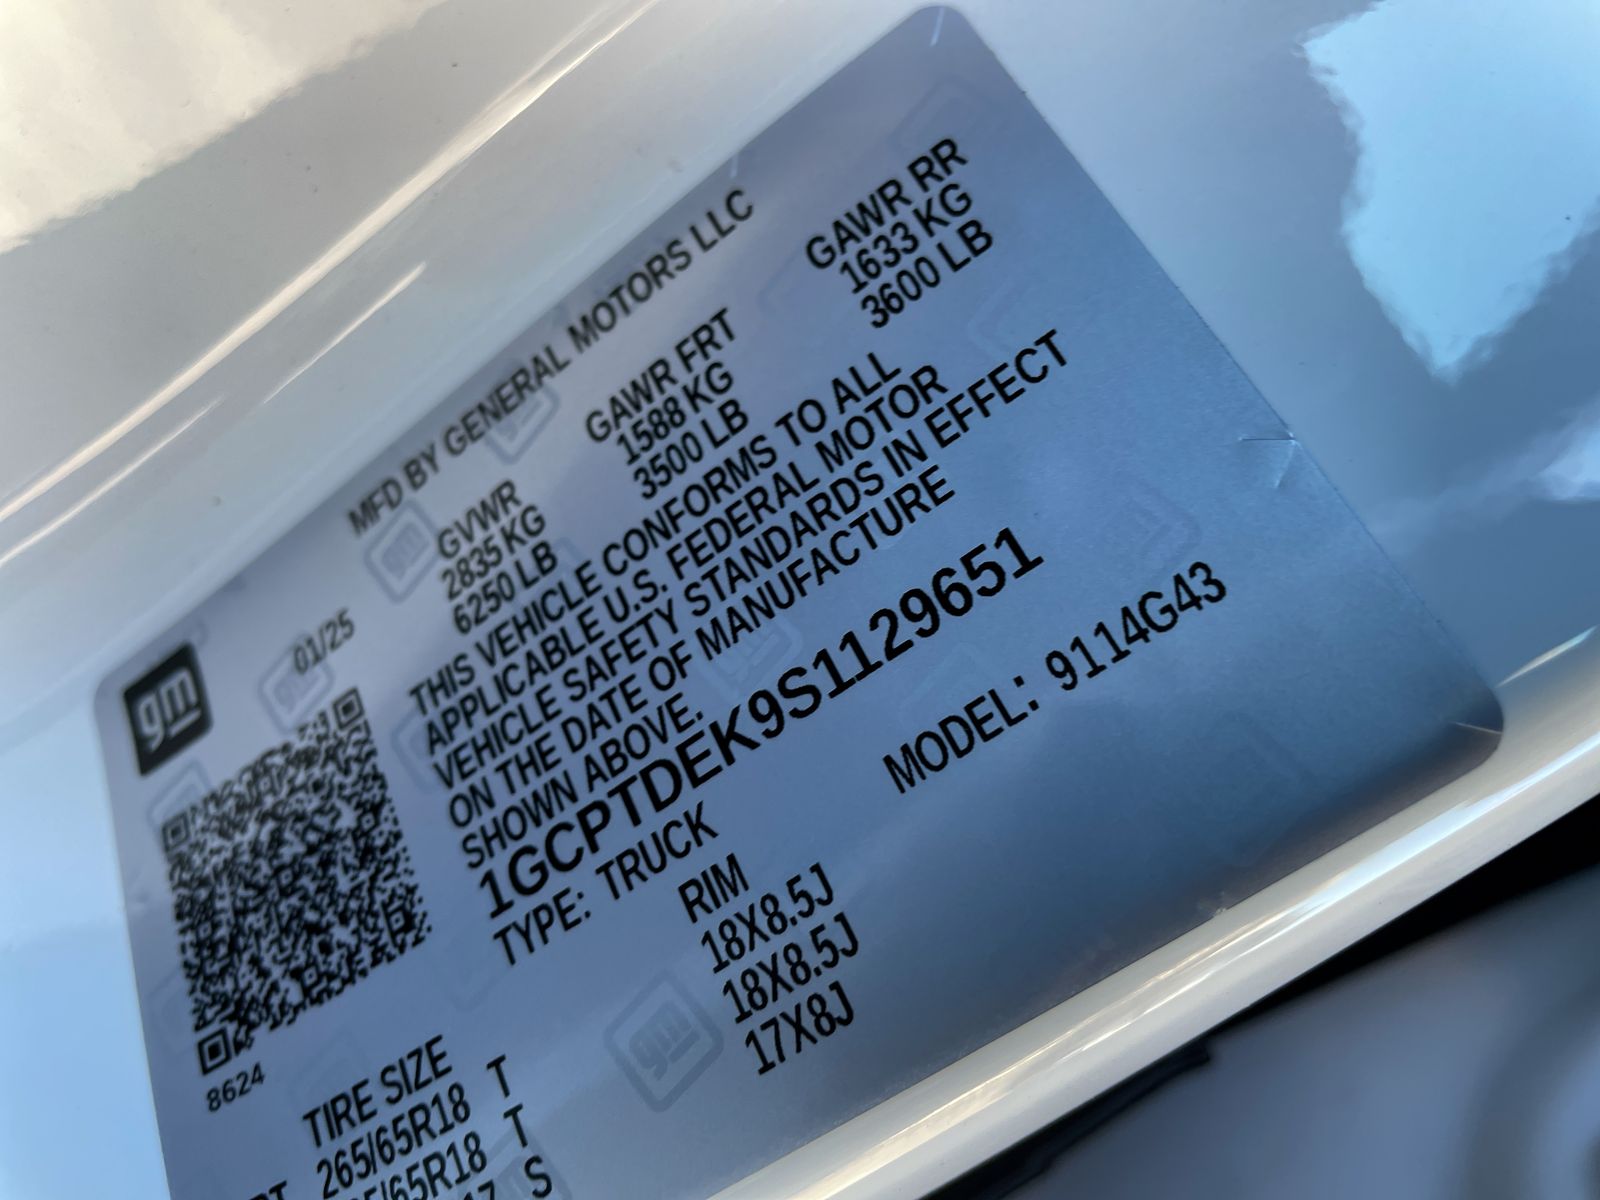 gm
01/25
MFD BY GENERAL MOTORS LLC
GVWR GAWR FRT GAWR RR
2835 KG 1588 KG 1633 KG
6250 LB 3500 LB 3600 LB
THIS VEHICLE CONFORMS TO ALL
APPLICABLE U.S. FEDERAL MOTOR
VEHICLE SAFETY STANDARDS IN EFFECT
ON THE DATE OF MANUFACTURE
SHOWN ABOVE.
1GCPTDEK9S1129651
TYPE: TRUCK MODEL: 9114G43
8624
TIRE SIZE RIM
265/65R18 T 18X8.5J
/65R18 T 18X8.5J
S 17X8J